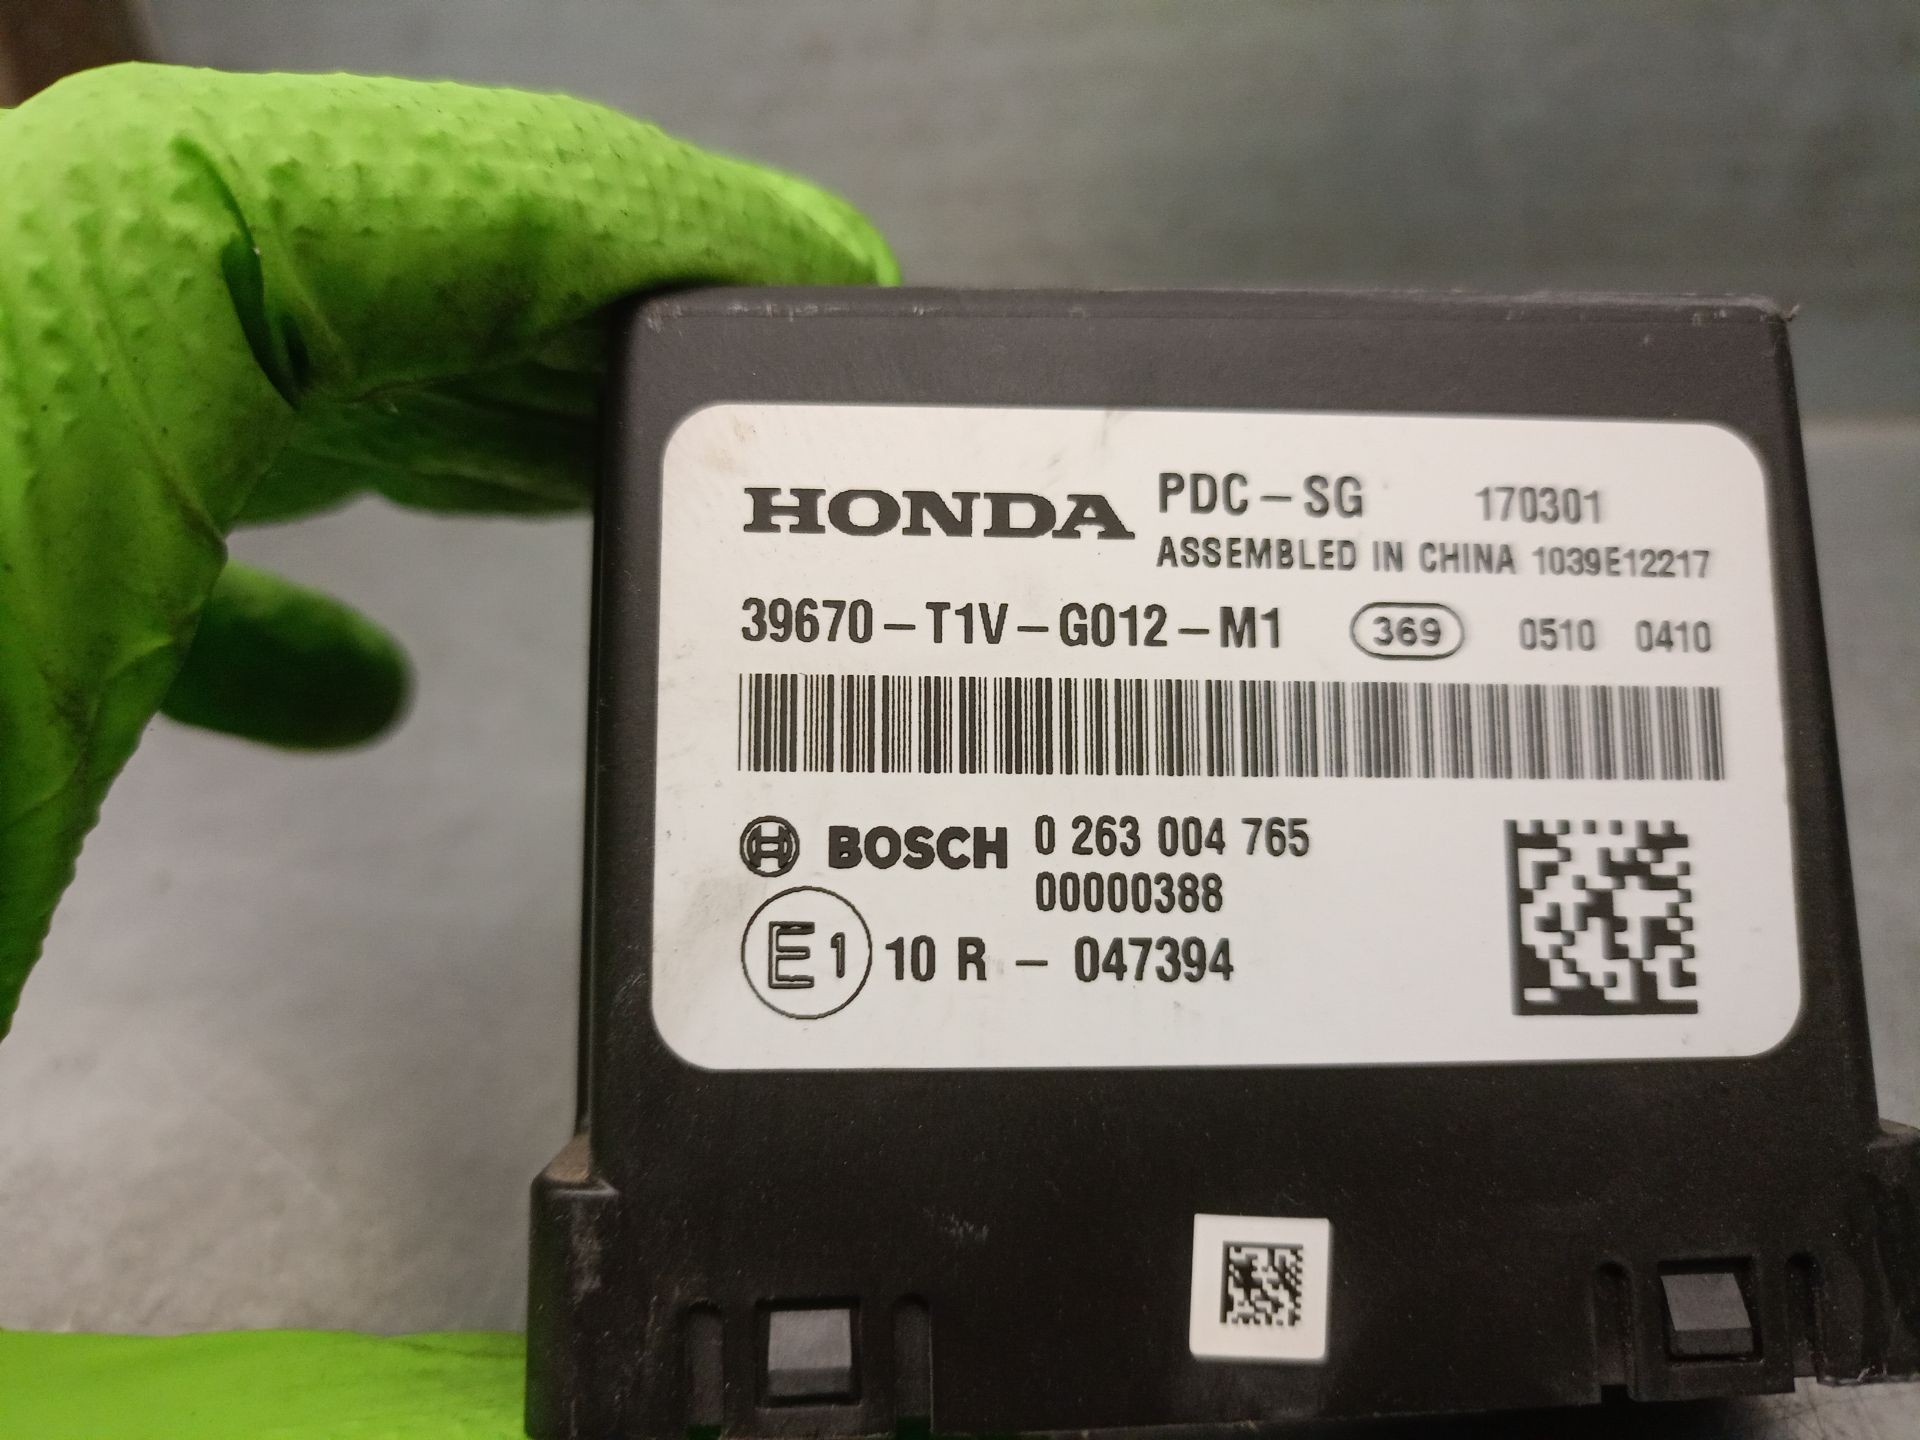 HONDA PDC-SG 170301
ASSEMBLED IN CHINA 1039E12217
39670-T1V-G012-M1 369 0510 0410
BOSCH 0 263 004 765
00000388
E1 10 R - 047394